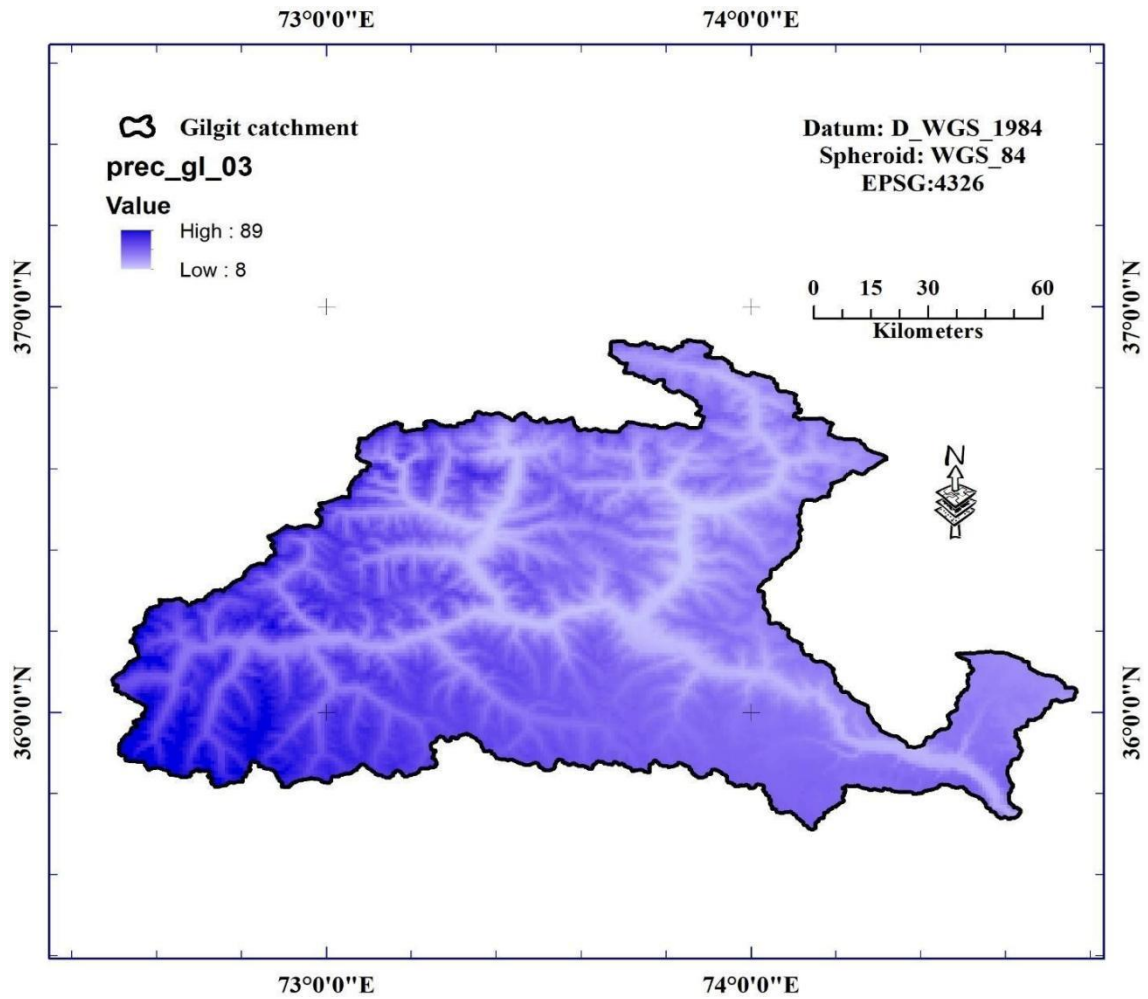 73°0'0"E 74°0'0"E
Gilgit catchment
prec_gl_03
Value
High : 89
Low : 8
Datum: D_WGS_1984
Spheroid: WGS_84
EPSG:4326
37°0'0"N
37°0'0"N
0 15 30 60
Kilometers
N
36°0'0"N
36°0'0"N
73°0'0"E 74°0'0"E